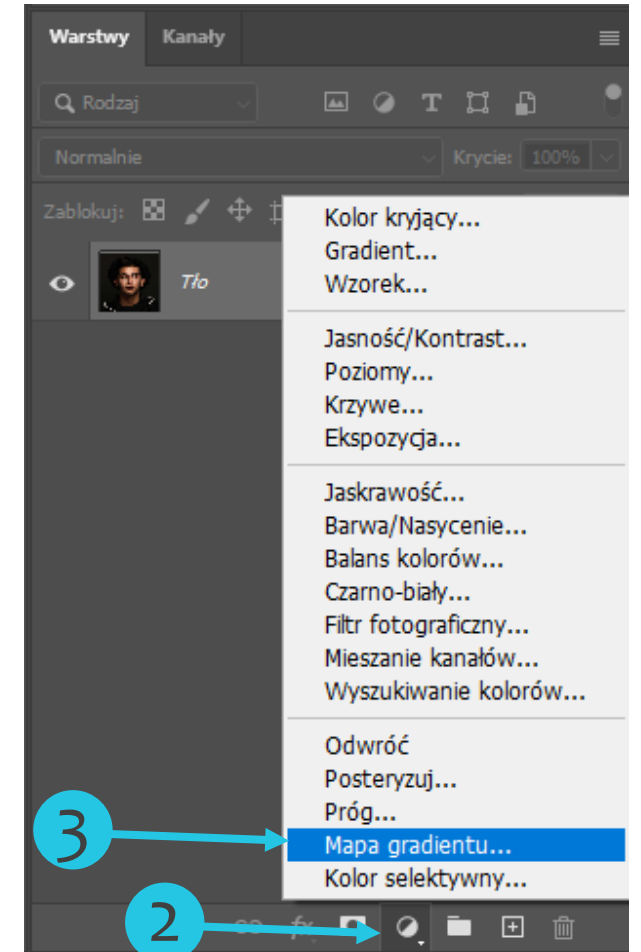 Warstwy Kanały
Rodzaj
Normalnie Krycie: 100%
Zablokuj:
Tło
Kolor kryjący...
Gradient...
Wzorek...
Jasność/Kontrast...
Poziomy...
Krzywe...
Ekspozycja...
Jaskrawość...
Barwa/Nasycenie...
Balans kolorów...
Czarno-biały...
Filtr fotograficzny...
Mieszanie kanałów...
Wyszukiwanie kolorów...
Odwróć
Posteryzuj...
Próg...
3 Mapa gradientu...
Kolor selektywny...
2 fx